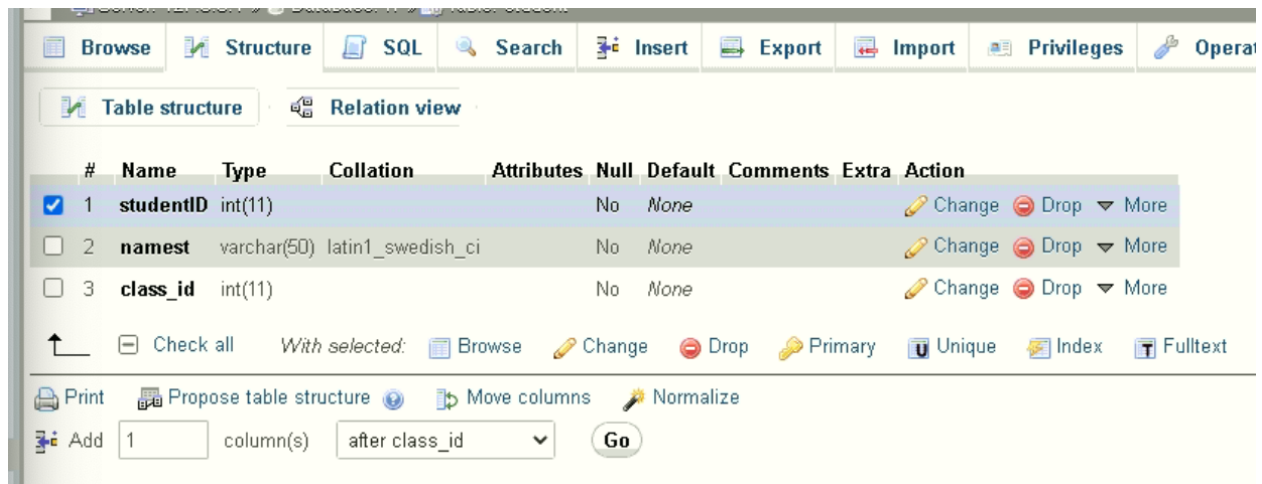 Browse Structure SQL Search Insert Export Import Privileges Operat
Table structure Relation view
# Name Type Collation Attributes Null Default Comments Extra Action
1 studentID int(11) No None Change Drop More
2 namest varchar(50) latin1_swedish_ci No None Change Drop More
3 class_id int(11) No None Change Drop More
Check all With selected: Browse Change Drop Primary Unique Index Fulltext
Print Propose table structure Move columns Normalize
Add 1 column(s) after class_id Go